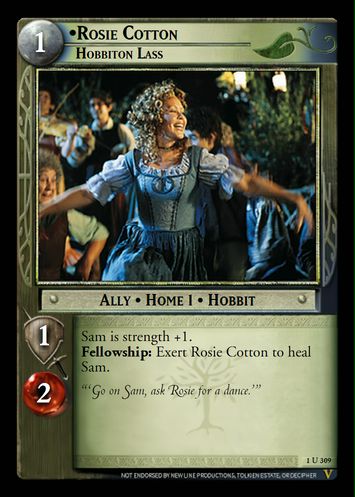 1
•Rosie Cotton
Hobbiton Lass
Ally • Home 1 • Hobbit
1
2
Sam is strength +1.
Fellowship: Exert Rosie Cotton to heal
Sam.
“‘Go on Sam, ask Rosie for a dance.’”
1 U 309
NOT ENDORSED BY NEW LINE PRODUCTIONS, TOLKIEN ESTATE, OR DECIPHER
V